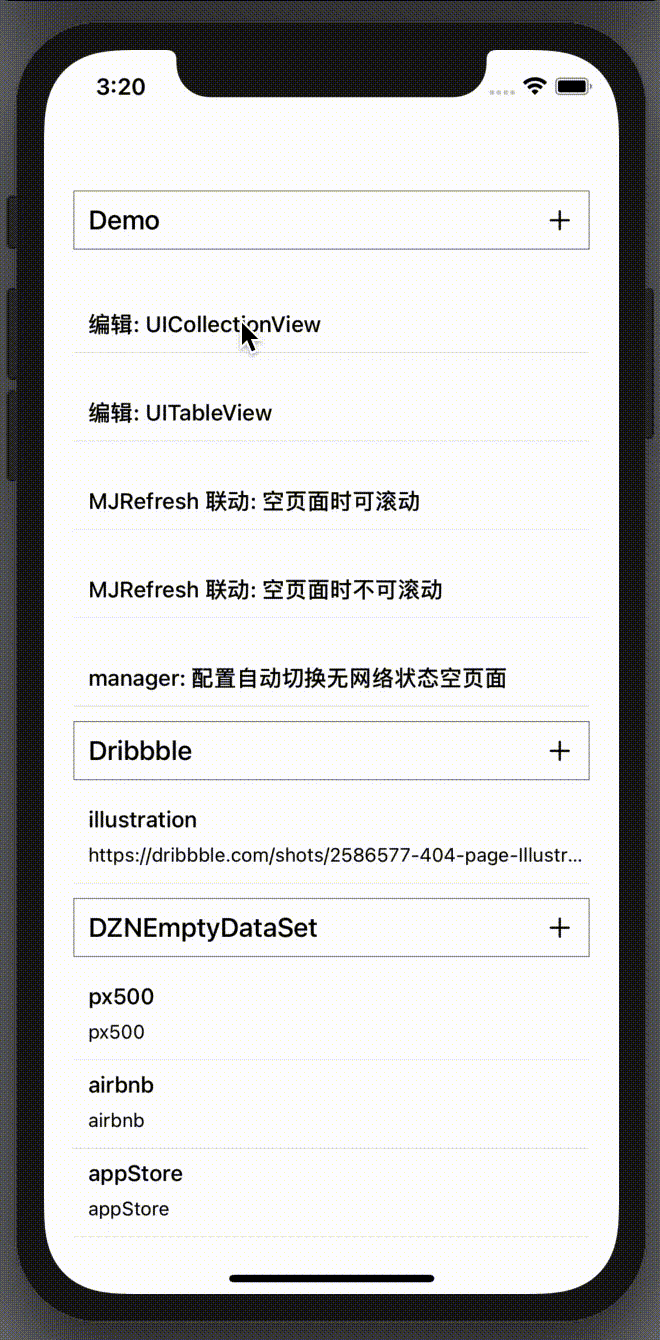 3:20
Demo
编辑: UICollectionView
编辑: UITableView
MJRefresh 联动: 空页面时可滚动
MJRefresh 联动: 空页面时不可滚动
manager: 配置自动切换无网络状态空页面
Dribbble
illustration
https://dribbble.com/shots/2586577-404-page-Illustr...
DZNEmptyDataSet
px500
px500
airbnb
airbnb
appStore
appStore